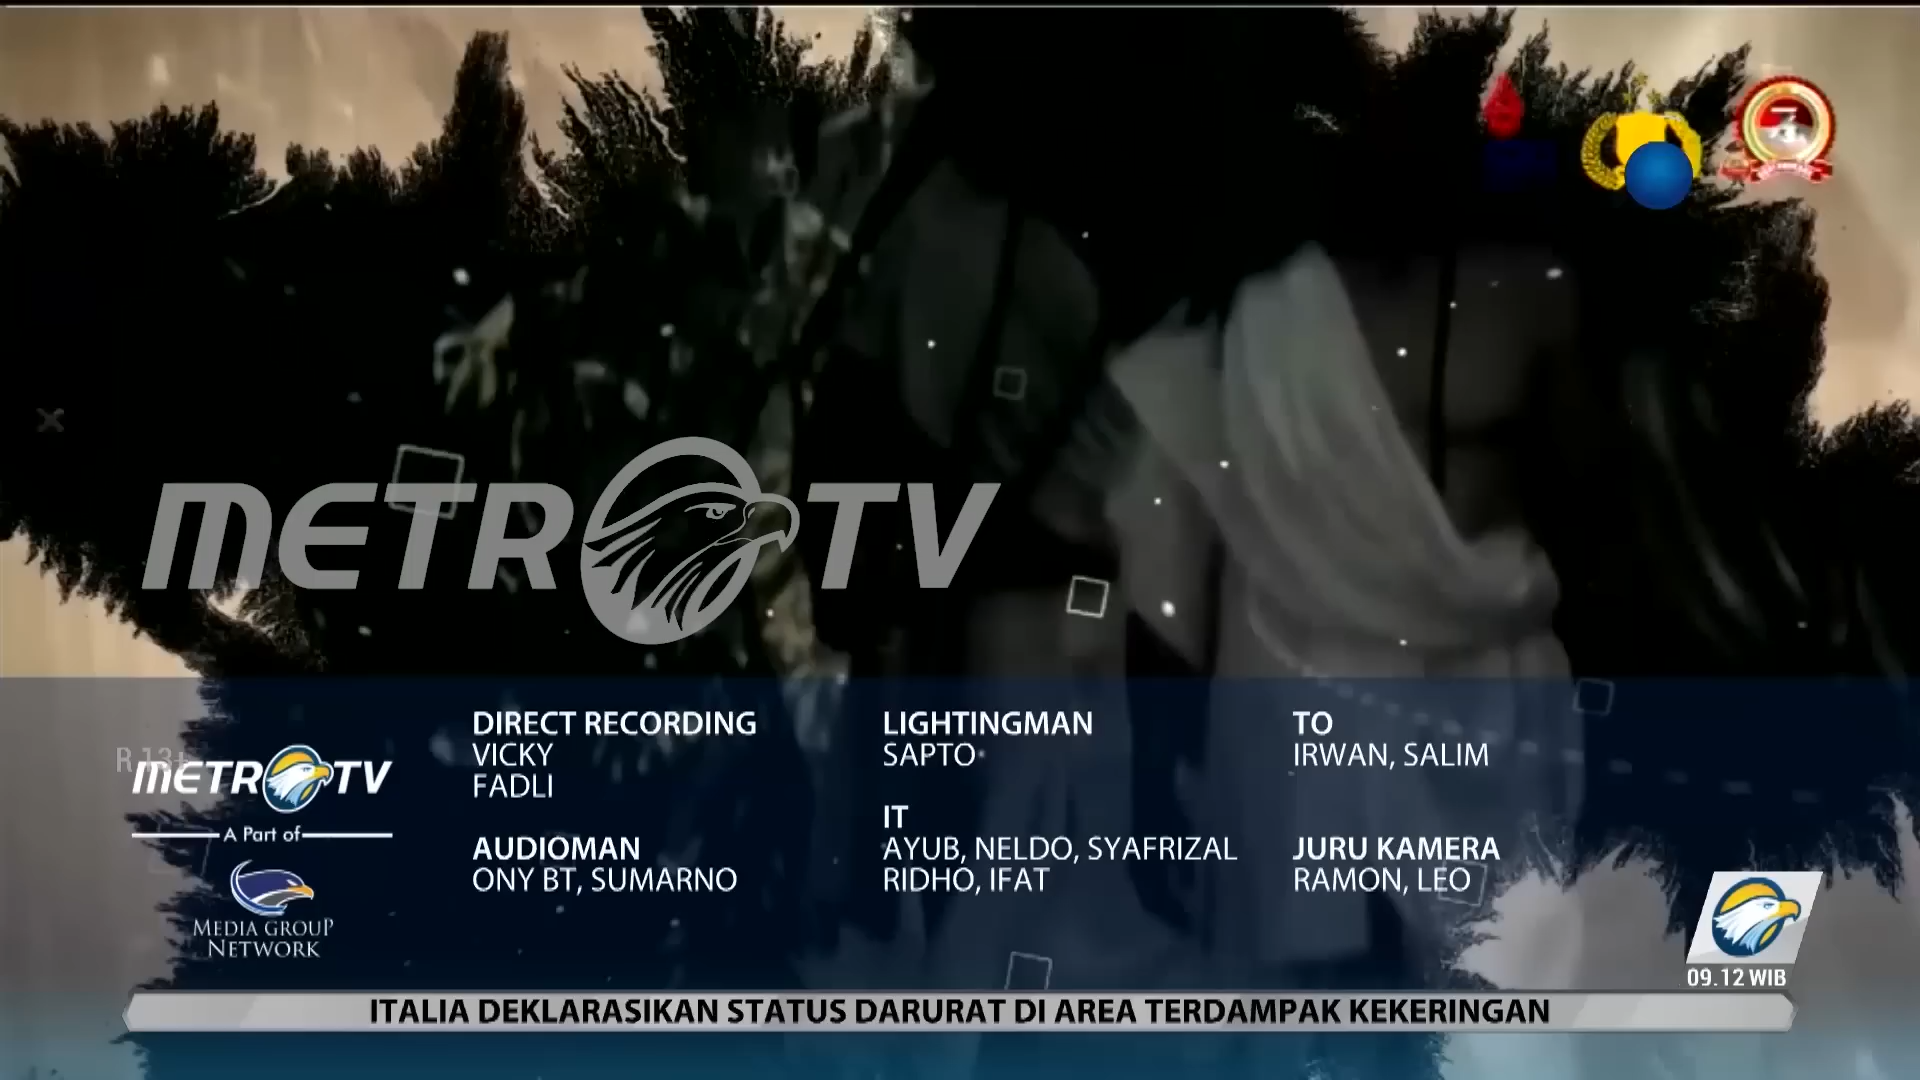 METRO TV
DIRECT RECORDING
VICKY
FADLI
AUDIOMAN
ONY BT, SUMARNO
LIGHTINGMAN
SAPTO
IT
AYUB, NELDO, SYAFRIZAL
RIDHO, IFAT
TO
IRWAN, SALIM
JURU KAMERA
RAMON, LEO
R 13+
METRO TV
A Part of
MEDIA GROUP
NETWORK
09.12 WIB
ITALIA DEKLARASIKAN STATUS DARURAT DI AREA TERDAMPAK KEKERINGAN